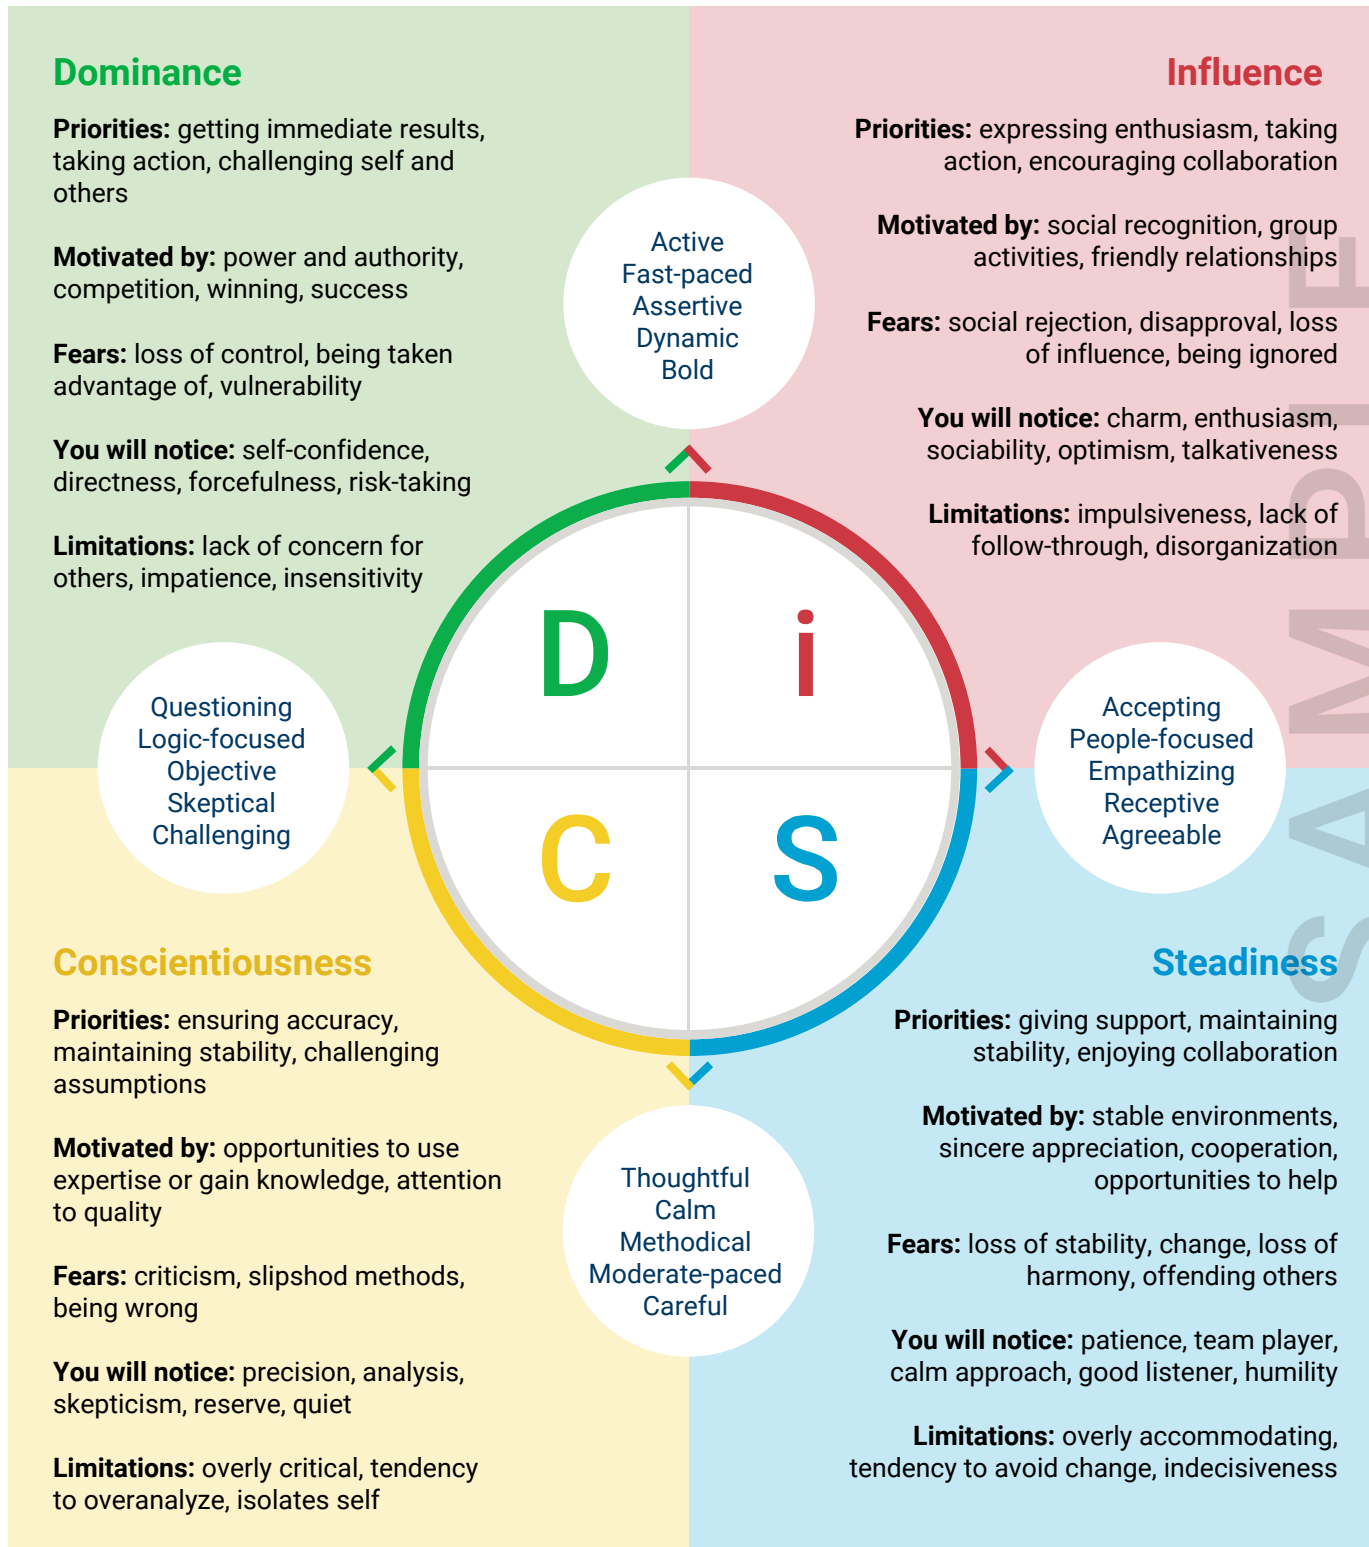 Dominance
Priorities: getting immediate results,
taking action, challenging self and
others
Motivated by: power and authority,
competition, winning, success
Fears: loss of control, being taken
advantage of, vulnerability
You will notice: self-confidence,
directness, forcefulness, risk-taking
Limitations: lack of concern for
others, impatience, insensitivity
Influence
Priorities: expressing enthusiasm, taking
action, encouraging collaboration
Motivated by: social recognition, group
activities, friendly relationships
Fears: social rejection, disapproval, loss
of influence, being ignored
You will notice: charm, enthusiasm,
sociability, optimism, talkativeness
Limitations: impulsiveness, lack of
follow-through, disorganization
Active
Fast-paced
Assertive
Dynamic
Bold
D
i
C
S
Questioning
Logic-focused
Objective
Skeptical
Challenging
Accepting
People-focused
Empathizing
Receptive
Agreeable
Conscientiousness
Priorities: ensuring accuracy,
maintaining stability, challenging
assumptions
Motivated by: opportunities to use
expertise or gain knowledge, attention
to quality
Fears: criticism, slipshod methods,
being wrong
You will notice: precision, analysis,
skepticism, reserve, quiet
Limitations: overly critical, tendency
to overanalyze, isolates self
Thoughtful
Calm
Methodical
Moderate-paced
Careful
Steadiness
Priorities: giving support, maintaining
stability, enjoying collaboration
Motivated by: stable environments,
sincere appreciation, cooperation,
opportunities to help
Fears: loss of stability, change, loss of
harmony, offending others
You will notice: patience, team player,
calm approach, good listener, humility
Limitations: overly accommodating,
tendency to avoid change, indecisiveness
SAMPLE